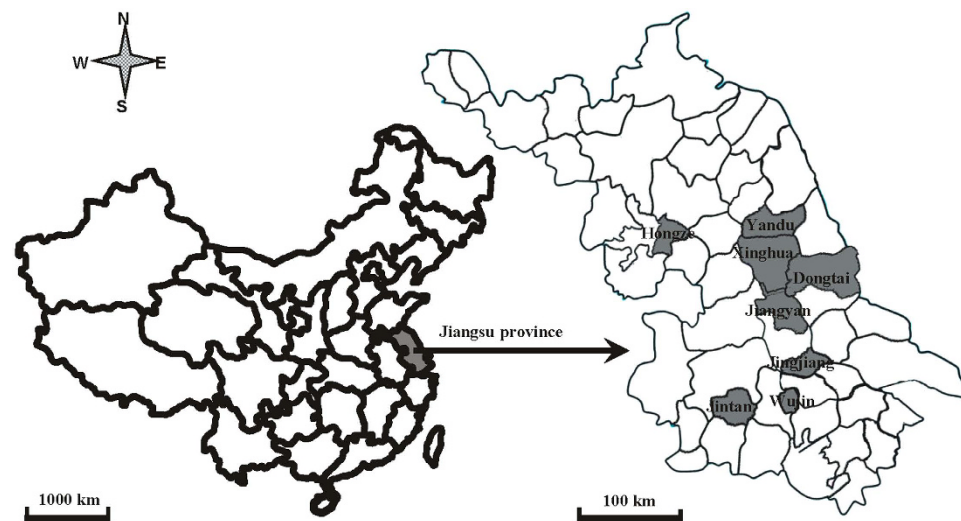 N
W
E
S
Hongze
Yandu
Xinghua
Dongtai
Jiangyan
Jiangsu province
Jingjiang
Jintan
Wujin
1000 km
100 km